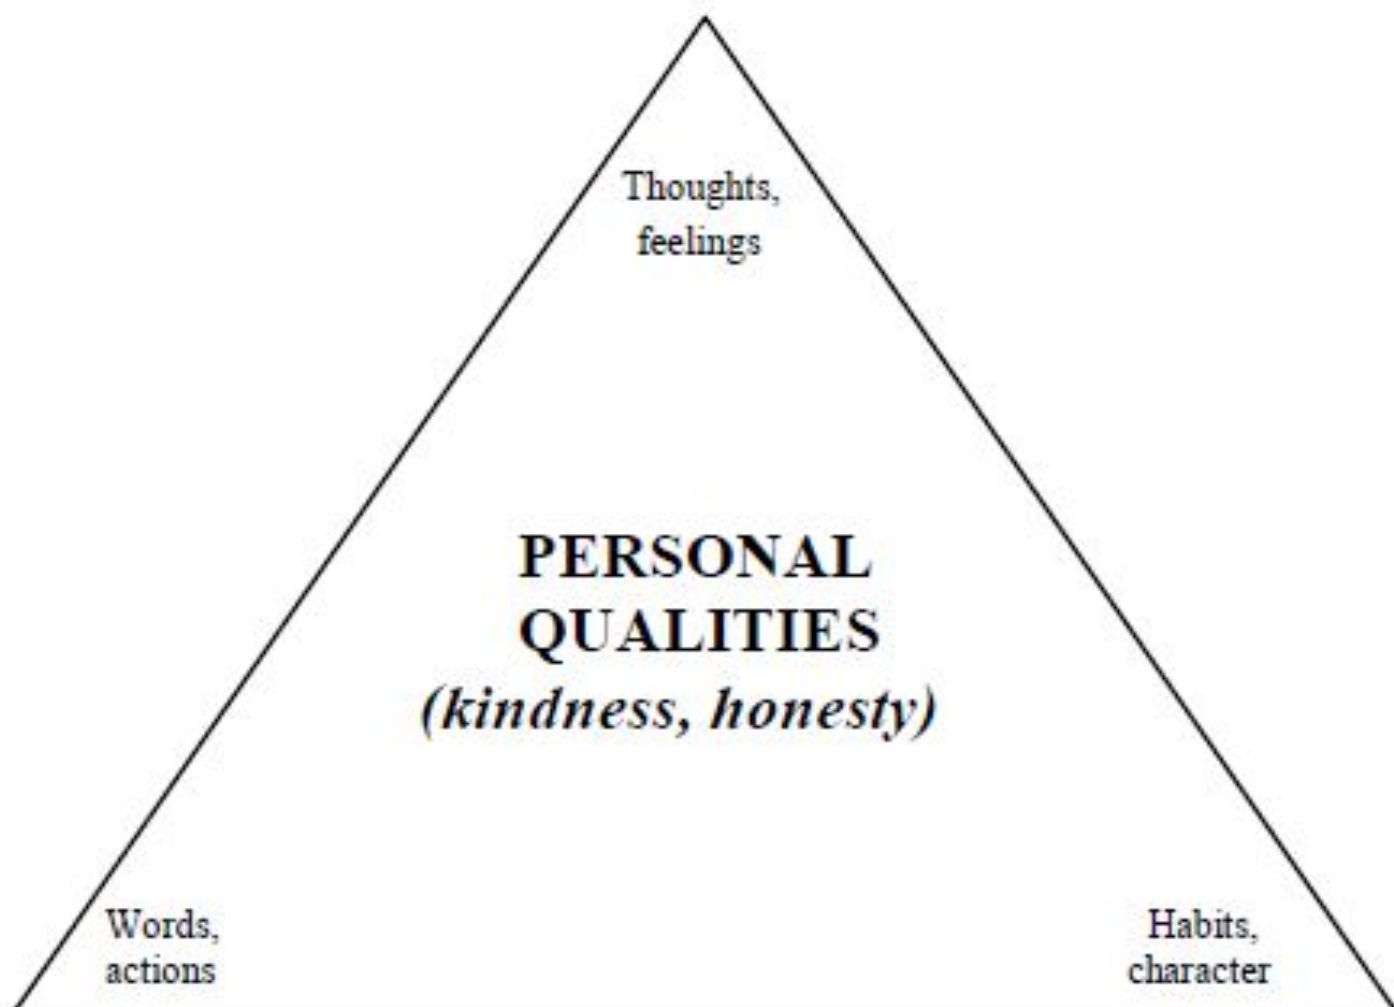 Thoughts,
feelings
PERSONAL
QUALITIES
(kindness, honesty)
Words,
actions
Habits,
character